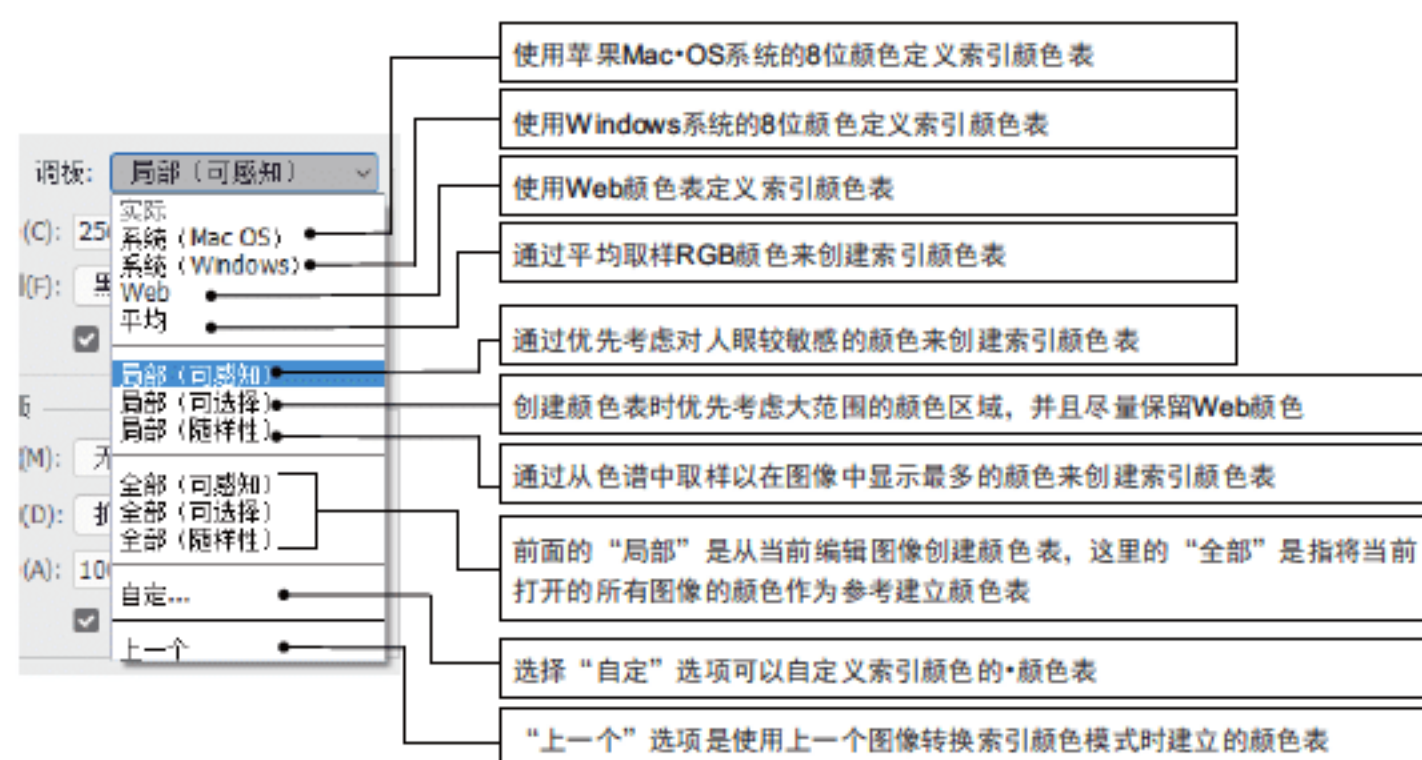 使用苹果Mac•OS系统的8位颜色定义索引颜色表
使用Windows系统的8位颜色定义索引颜色表
使用Web颜色表定义索引颜色表
通过平均取样RGB颜色来创建索引颜色表
通过优先考虑对人眼较敏感的颜色来创建索引颜色表
创建颜色表时优先考虑大范围的颜色区域，并且尽量保留Web颜色
通过从色谱中取样以在图像中显示最多的颜色来创建索引颜色表
前面的“局部”是从当前编辑图像创建颜色表，这里的“全部”是指将当前
打开的所有图像的颜色作为参考建立颜色表
选择“自定”选项可以自定义索引颜色的•颜色表
“上一个”选项是使用上一个图像转换索引颜色模式时建立的颜色表
调板: 局部（可感知）
实际
(C): 25
系统（Mac OS）
系统（Windows）
(F):
Web
平均
局部（可感知）
局部（可选择）
局部（随样性）
(M): 无
全部（可感知）
(D): 扩
全部（可选择）
全部（随样性）
(A): 10
自定...
上一个